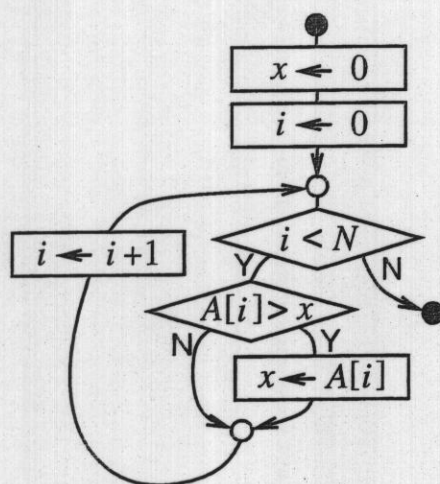 x ← 0
i ← 0
i < N
Y
N
i ← i+1
A[i] > x
N
Y
x ← A[i]